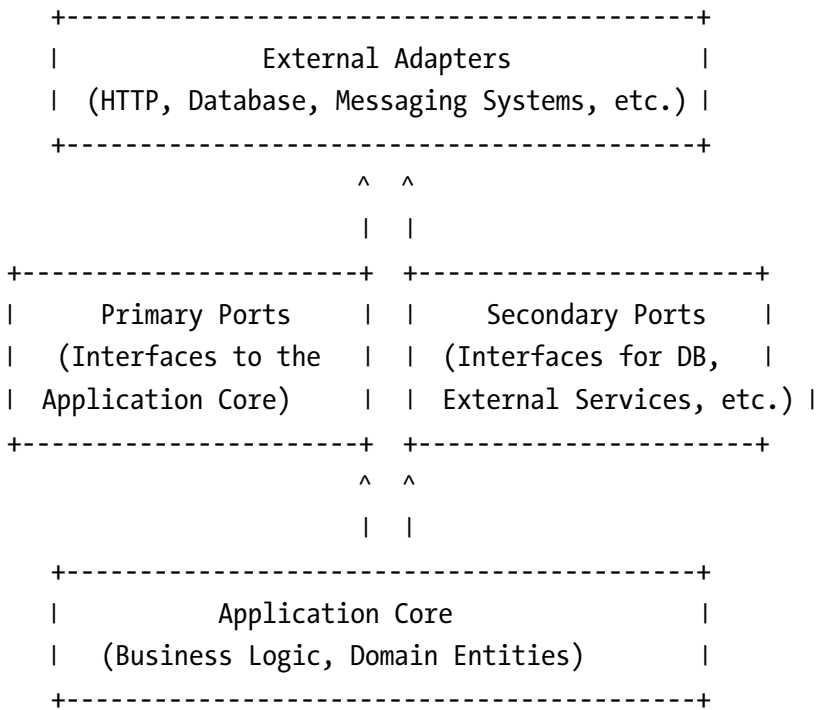 External Adapters
(HTTP, Database, Messaging Systems, etc.)
Primary Ports Secondary Ports
(Interfaces to the (Interfaces for DB,
Application Core) External Services, etc.)
Application Core
(Business Logic, Domain Entities)